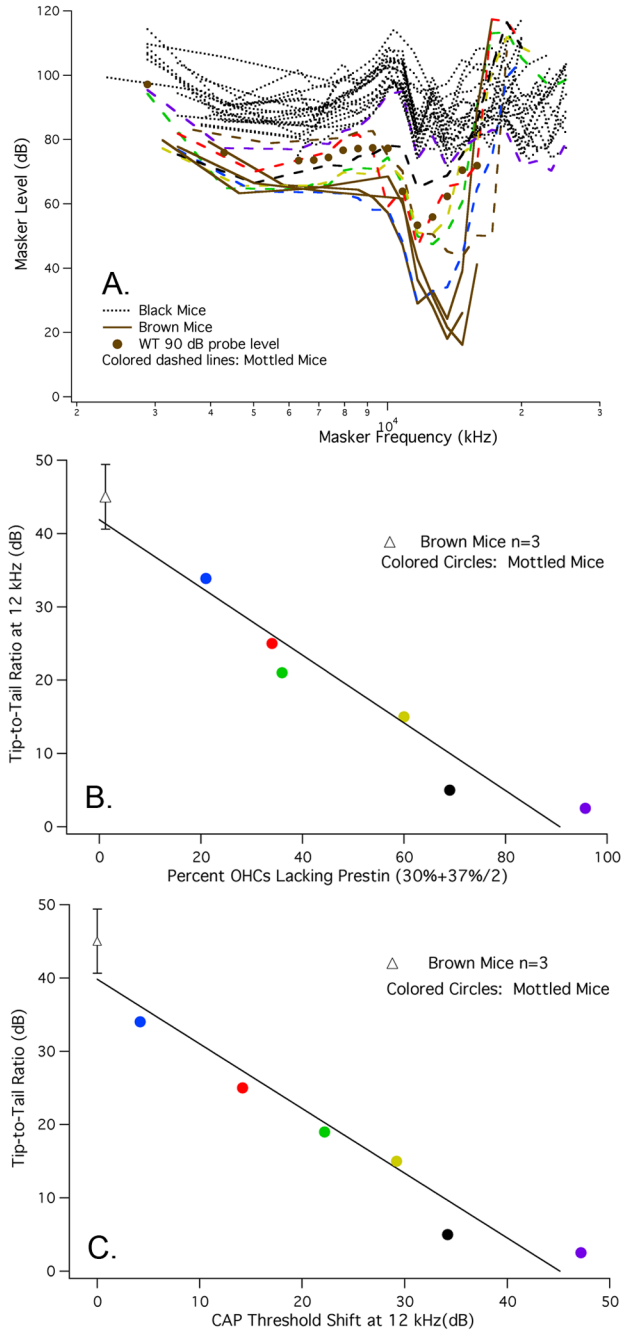 120
100
80
60
40
20
0
Masker Level (dB)
A.
Black Mice
Brown Mice
WT 90 dB probe level
Colored dashed lines: Mottled Mice
2 3 4 5 6 7 8 9 10⁴ 2 3
Masker Frequency (kHz)
50
40
30
20
10
0
Tip-to-Tail Ratio at 12 kHz (dB)
Brown Mice n=3
Colored Circles: Mottled Mice
B.
0 20 40 60 80 100
Percent OHCs Lacking Prestin (30%+37%/2)
50
40
30
20
10
0
Tip-to-Tail Ratio (dB)
Brown Mice n=3
Colored Circles: Mottled Mice
C.
0 10 20 30 40 50
CAP Threshold Shift at 12 kHz(dB)